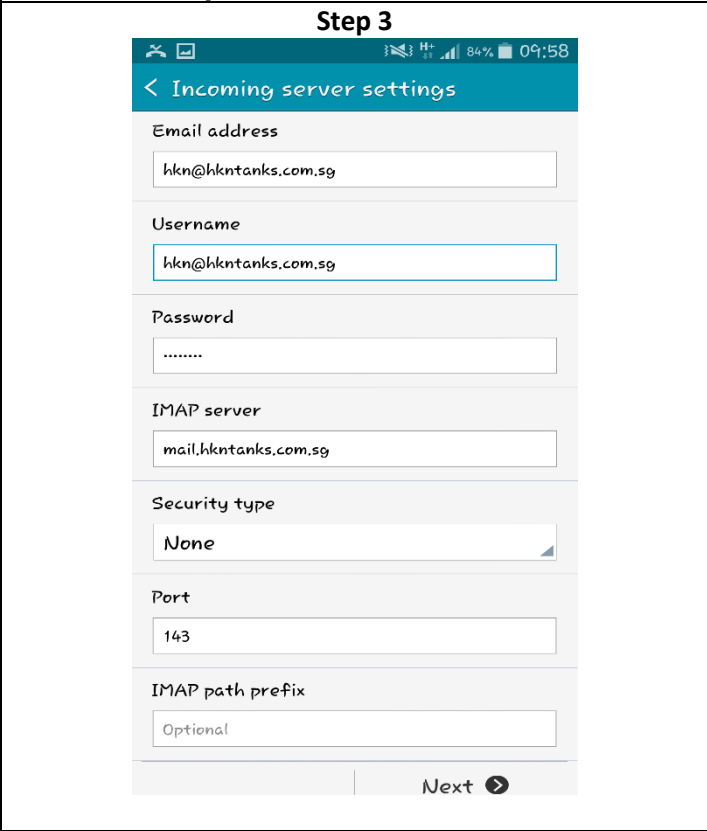 Step 3
H+ 84% 09:58
< Incoming server settings
Email address
hkn@hkntanks.com.sg
Username
hkn@hkntanks.com.sg
Password
........
IMAP server
mail.hkntanks.com.sg
Security type
None
Port
143
IMAP path prefix
Optional
Next